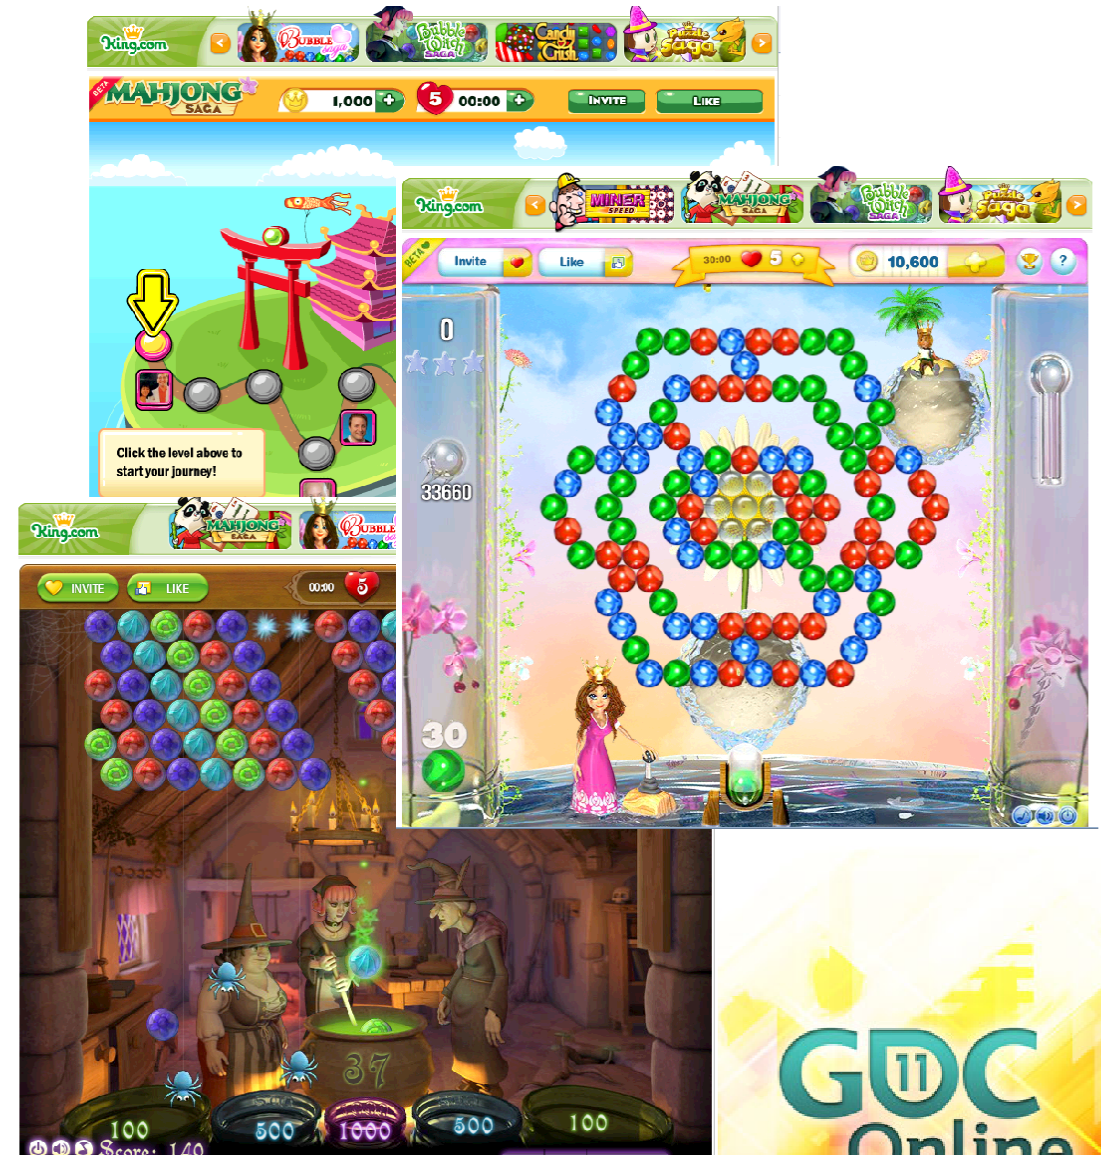 King.com
BUBBLE saga
Bubble Witch SAGA
Candy Crush
Puzzle Saga
BETA
MAHJONG SAGA
1,000
5
00:00
INVITE
LIKE
Click the level above to
start your journey!
King.com
MINER SPEED
MAHJONG SAGA
Bubble Witch SAGA
Puzzle Saga
BETA
Invite
Like
30:00
5
10,600
?
0
33660
30
King.com
MAHJONG SAGA
BUBBLE
INVITE
LIKE
00:00
5
37
100
500
1000
500
100
Score: 140
GDC
11
Online